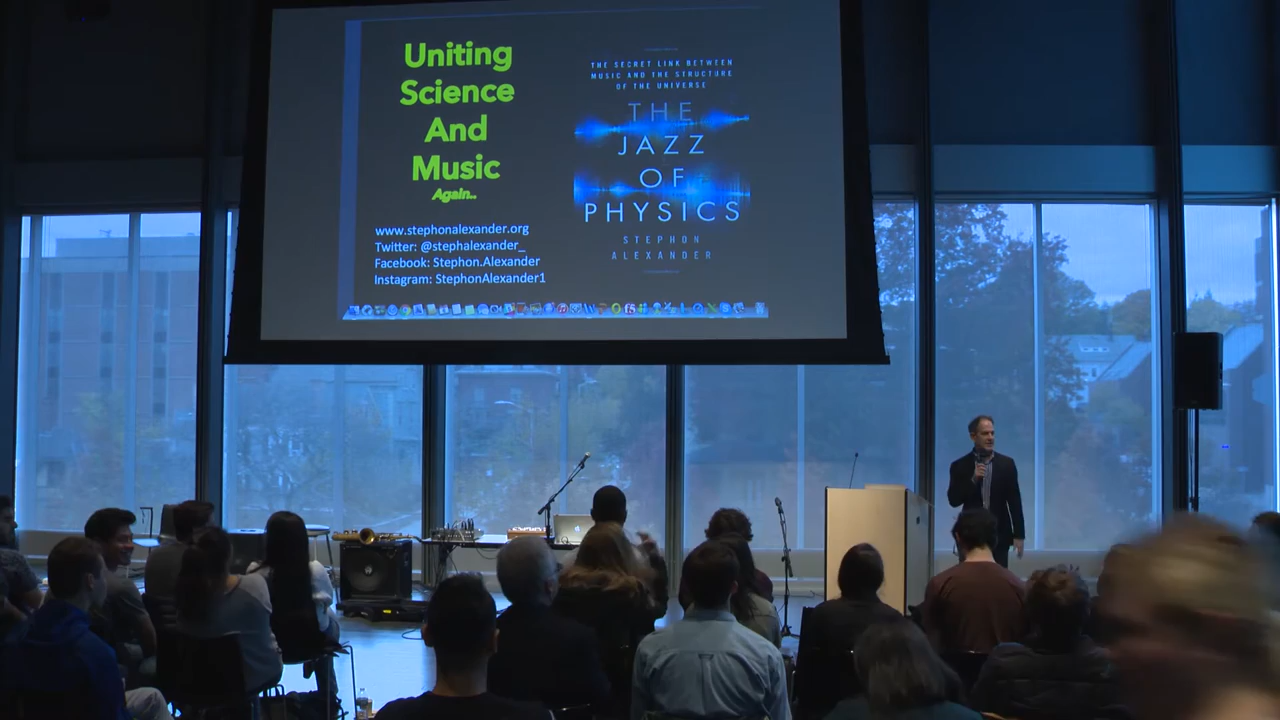 Uniting
Science
And
Music
Again..
www.stephonalexander.org
Twitter: @stephalexander_
Facebook: Stephon.Alexander
Instagram: StephonAlexander1
THE SECRET LINK BETWEEN
MUSIC AND THE STRUCTURE
OF THE UNIVERSE
THE
JAZZ
OF
PHYSICS
STEPHON
ALEXANDER